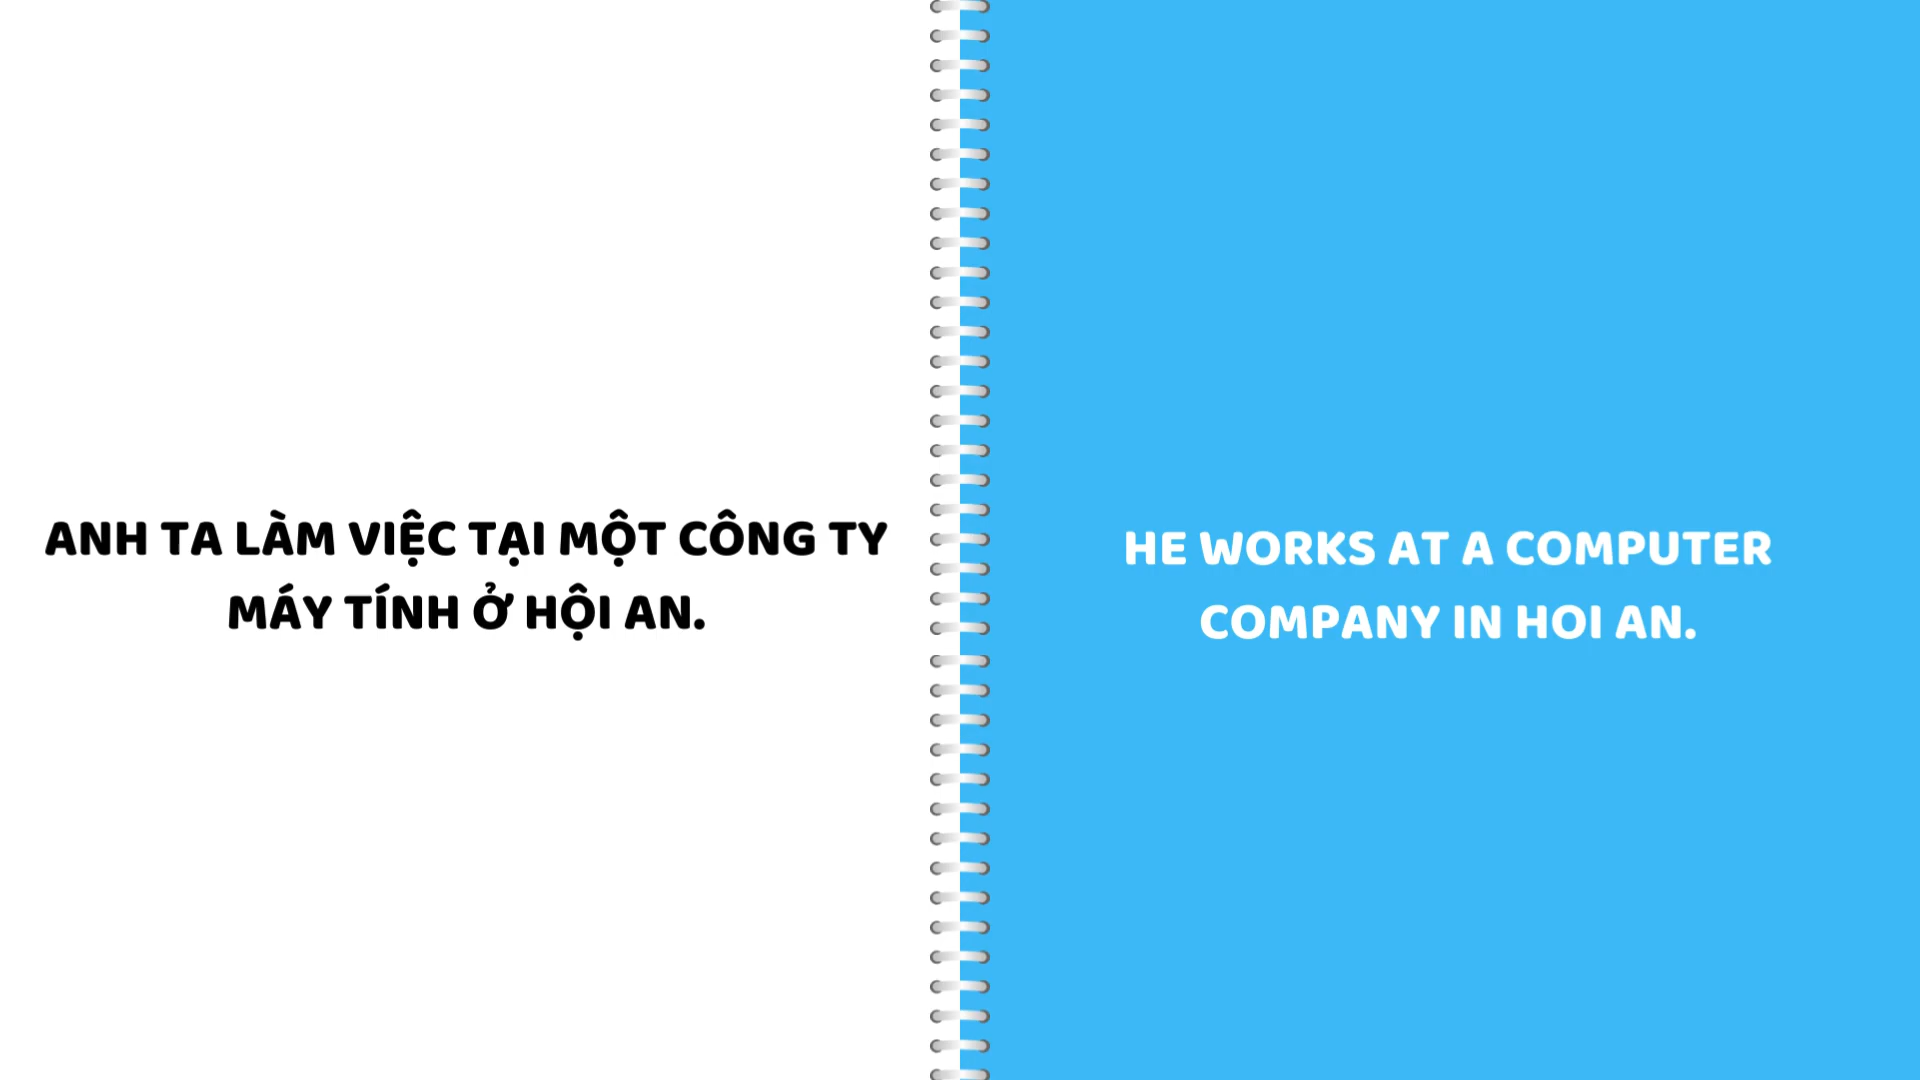 ANH TA LÀM VIỆC TẠI MỘT CÔNG TY
MÁY TÍNH Ở HỘI AN.
HE WORKS AT A COMPUTER
COMPANY IN HOI AN.